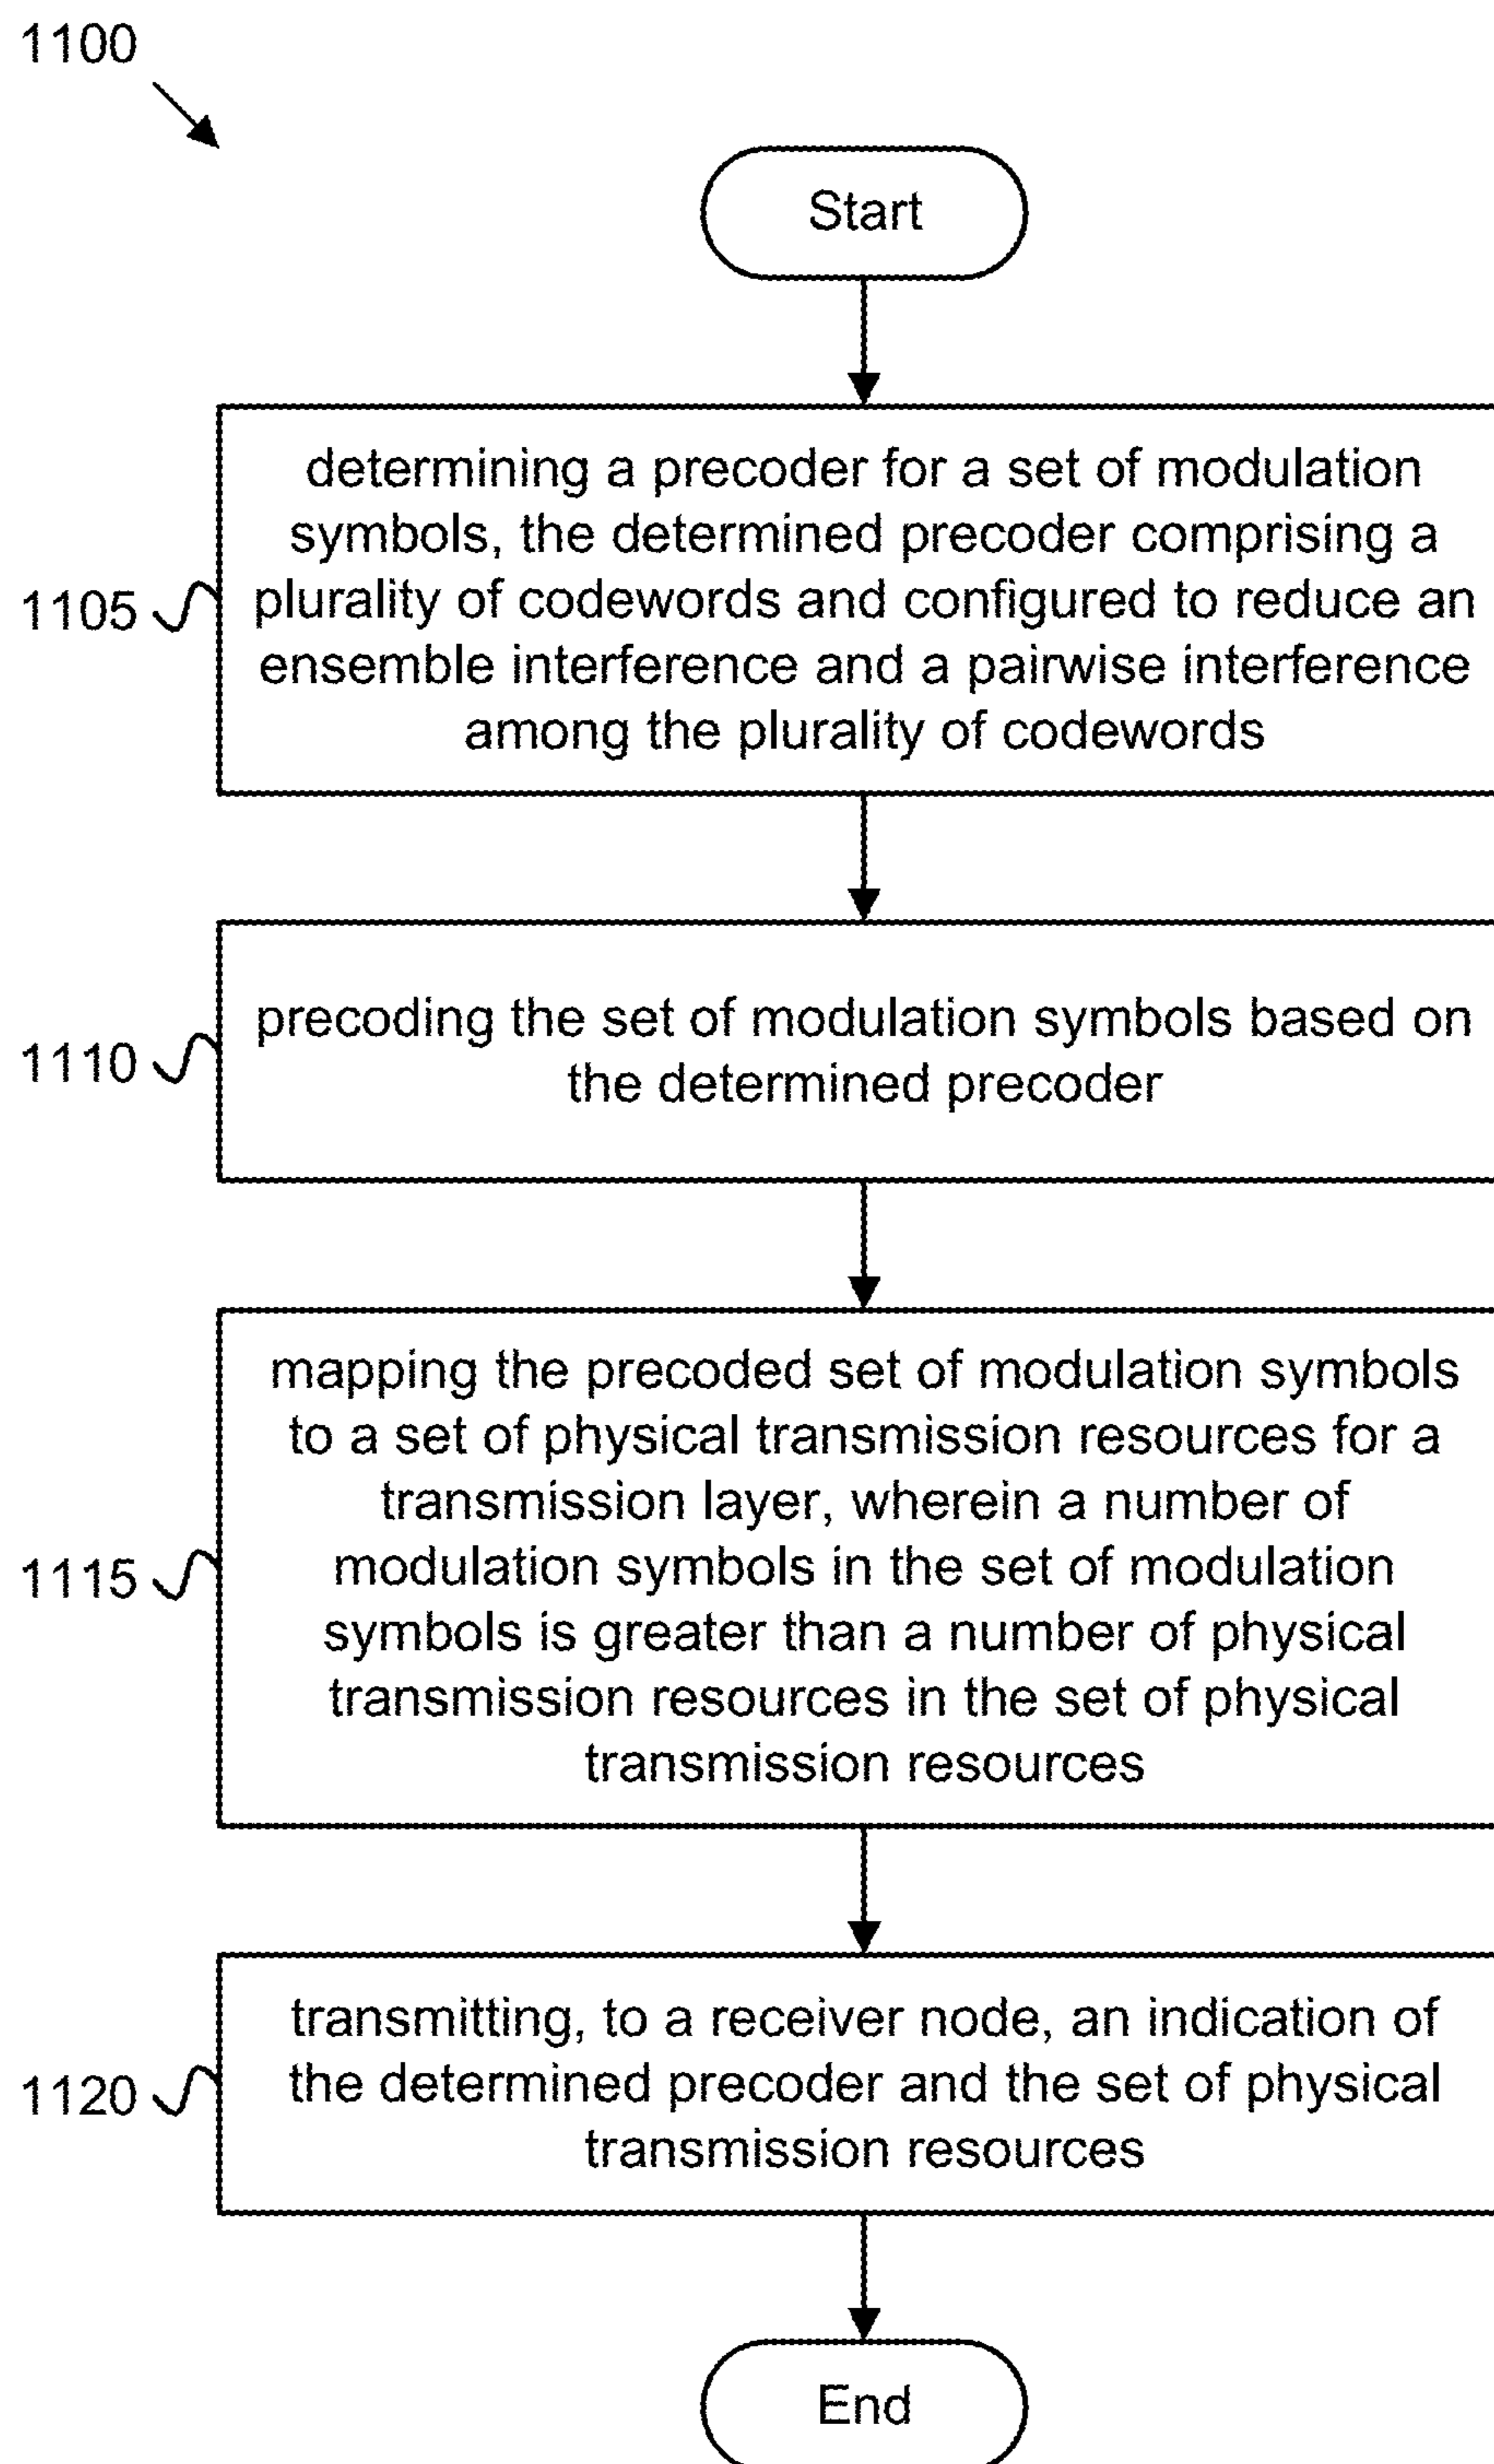 1100
Start
determining a precoder for a set of modulation
symbols, the determined precoder comprising a
plurality of codewords and configured to reduce an
ensemble interference and a pairwise interference
among the plurality of codewords
1105
precoding the set of modulation symbols based on
the determined precoder
1110
mapping the precoded set of modulation symbols
to a set of physical transmission resources for a
transmission layer, wherein a number of
modulation symbols in the set of modulation
symbols is greater than a number of physical
transmission resources in the set of physical
transmission resources
1115
transmitting, to a receiver node, an indication of
the determined precoder and the set of physical
transmission resources
1120
End